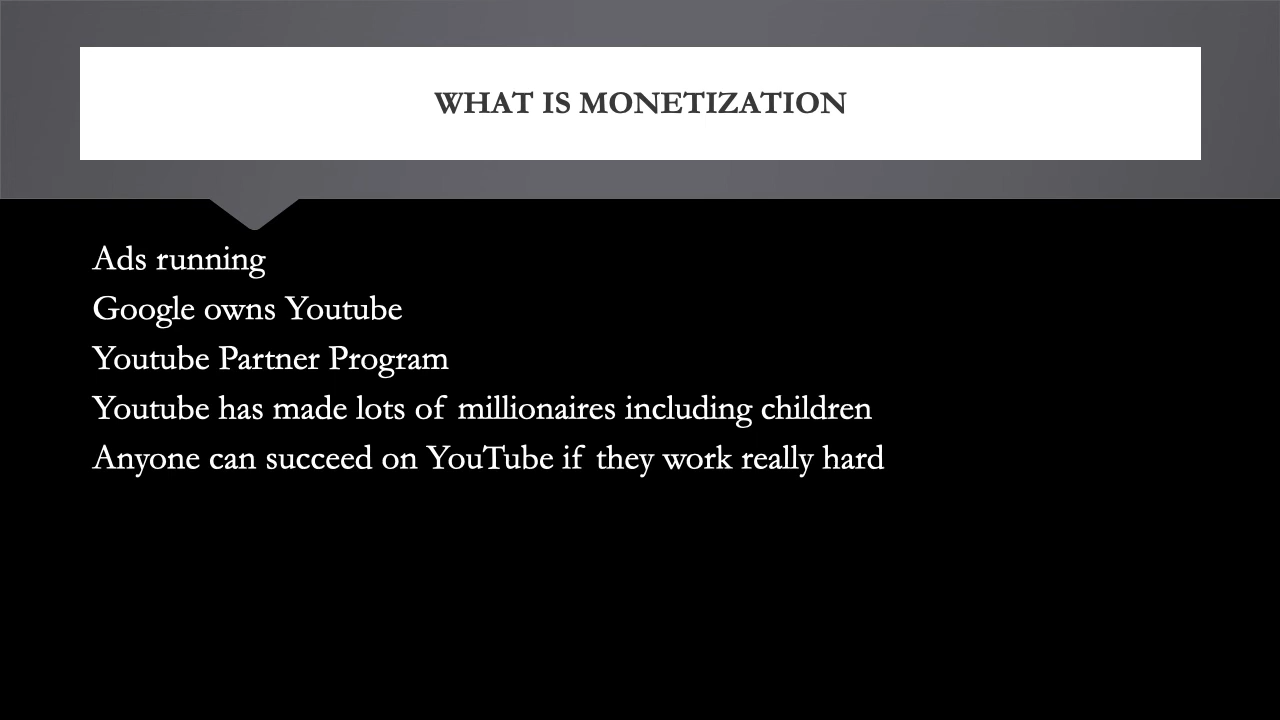 WHAT IS MONETIZATION
Ads running
Google owns Youtube
Youtube Partner Program
Youtube has made lots of millionaires including children
Anyone can succeed on YouTube if they work really hard